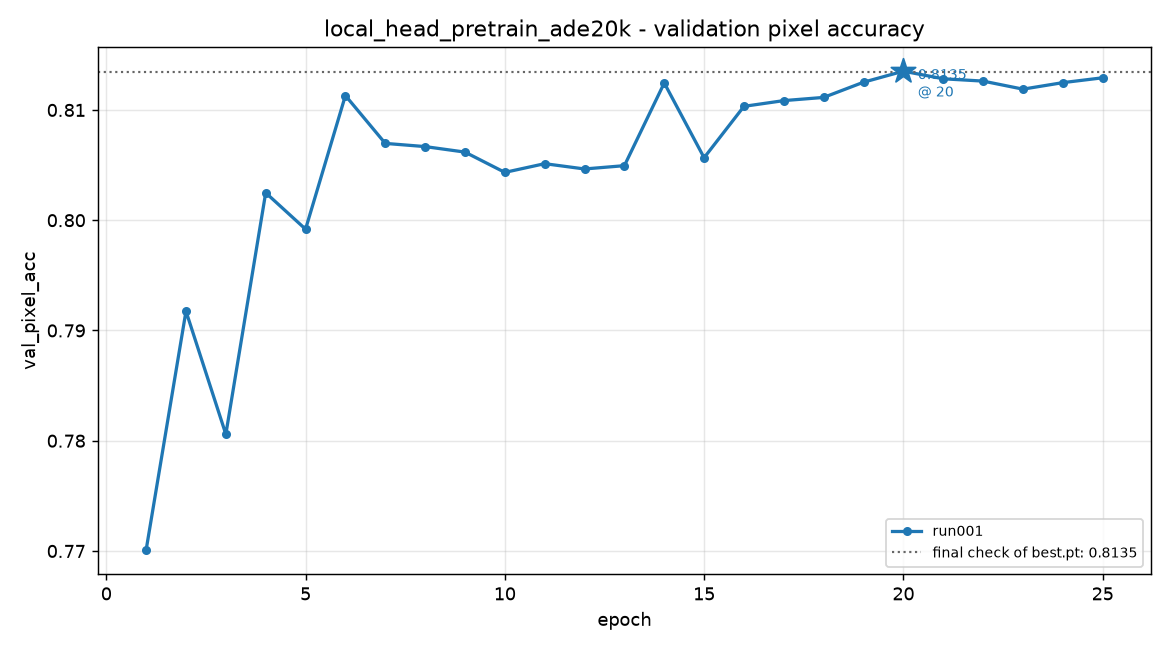 local_head_pretrain_ade20k - validation pixel accuracy
val_pixel_acc
0.81
0.80
0.79
0.78
0.77
0.8135
@ 20
run001
final check of best.pt: 0.8135
0
5
10
15
20
25
epoch